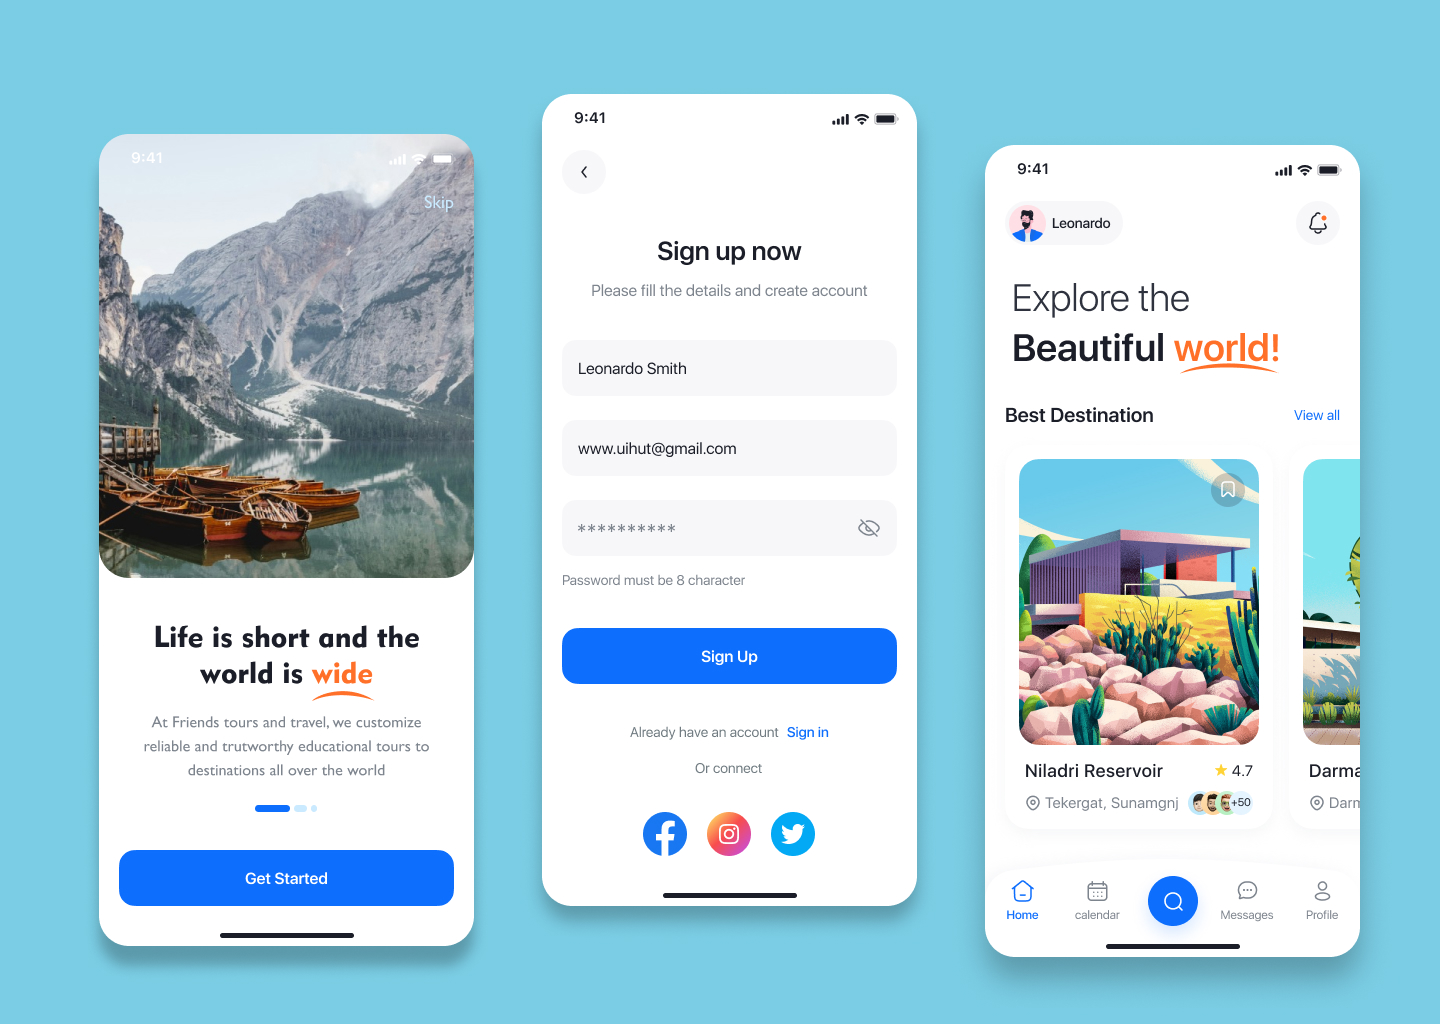 9:41
Skip
Life is short and the
world is wide
At Friends tours and travel, we customize
reliable and trutworthy educational tours to
destinations all over the world
Get Started
9:41
Sign up now
Please fill the details and create account
Leonardo Smith
www.uihut@gmail.com
**********
Password must be 8 character
Sign Up
Already have an account Sign in
Or connect
9:41
Leonardo
Explore the
Beautiful world!
Best Destination
View all
Niladri Reservoir
4.7
Tekergat, Sunamgnj
+50
Darma
Darm
Home
calendar
Messages
Profile